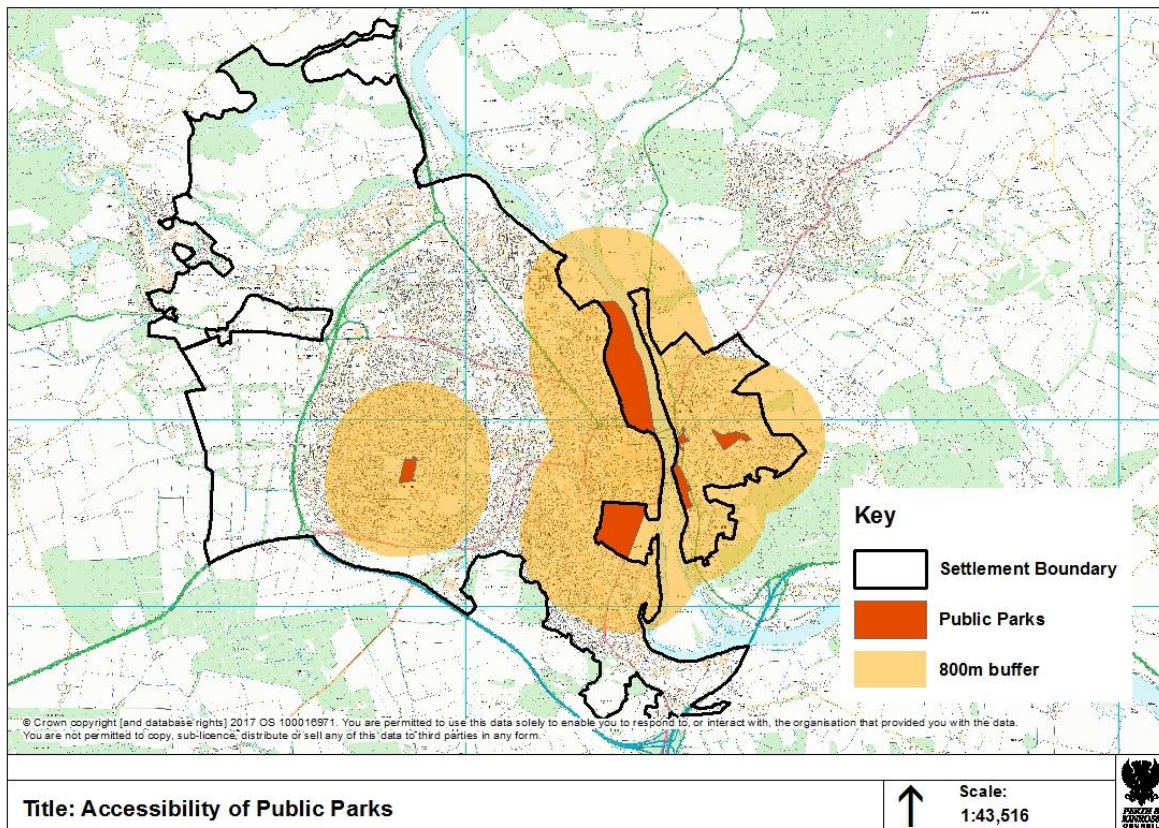 Key
Settlement Boundary
Public Parks
800m buffer
© Crown copyright [and database rights] 2017 OS 100016971. You are permitted to use this data solely to enable you to respond to, or interact with, the organisation that provided you with the data.
You are not permitted to copy, sub-licence, distribute or sell any of this data to third parties in any form.
Title: Accessibility of Public Parks
Scale:
1:43,516
PERTH &
KINROSS
COUNCIL